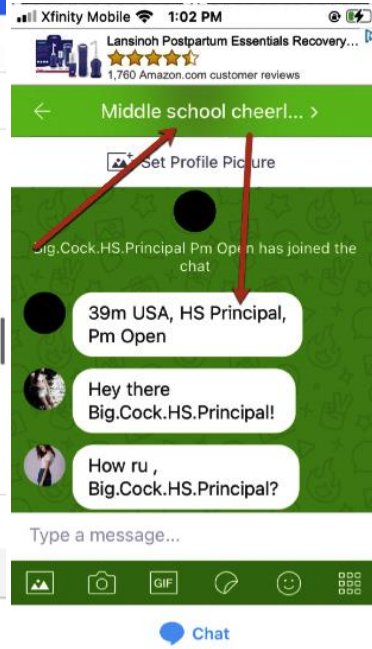 Xfinity Mobile 1:02 PM
Lansinoh Postpartum Essentials Recovery...
1,760 Amazon.com customer reviews
Middle school cheerl... >
Set Profile Picture
Big.Cock.HS.Principal Pm Open has joined the
chat
39m USA, HS Principal,
Pm Open
Hey there
Big.Cock.HS.Principal!
How ru ,
Big.Cock.HS.Principal?
Type a message...
GIF
Chat